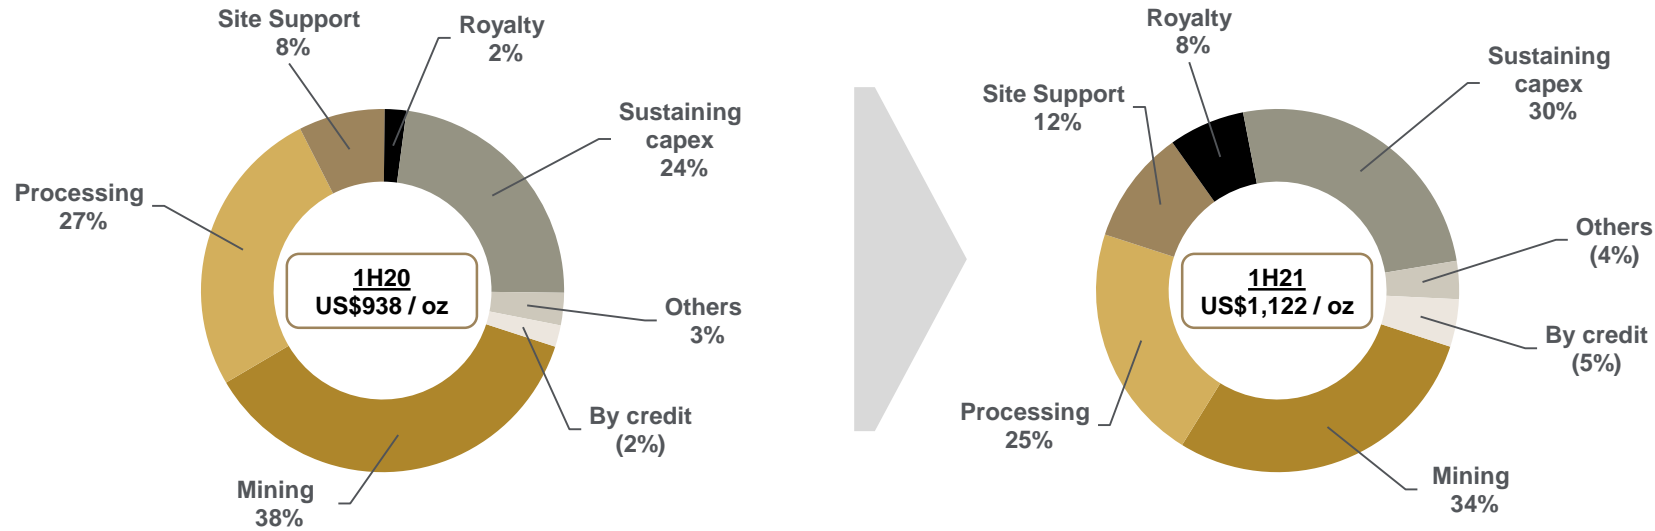 Site Support
8%
Royalty
2%
Sustaining
capex
24%
Processing
27%
1H20
US$938 / oz
Others
3%
By credit
(2%)
Mining
38%
Royalty
8%
Sustaining
capex
30%
Site Support
12%
Others
(4%)
1H21
US$1,122 / oz
By credit
(5%)
Processing
25%
Mining
34%